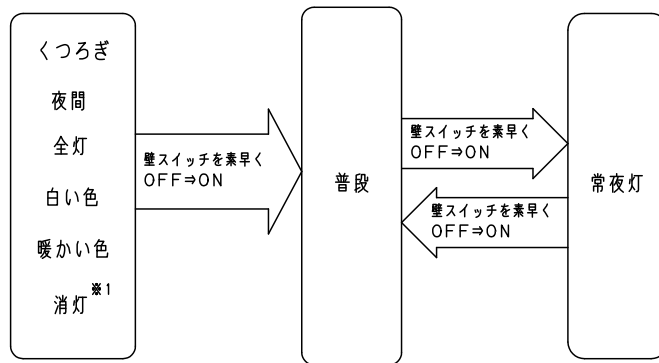 くつろぎ
夜間
全灯
白い色
暖かい色
消灯※1
壁スイッチを素早く
OFF⇒ON
普段
壁スイッチを素早く
OFF⇒ON
壁スイッチを素早く
OFF⇒ON
常夜灯